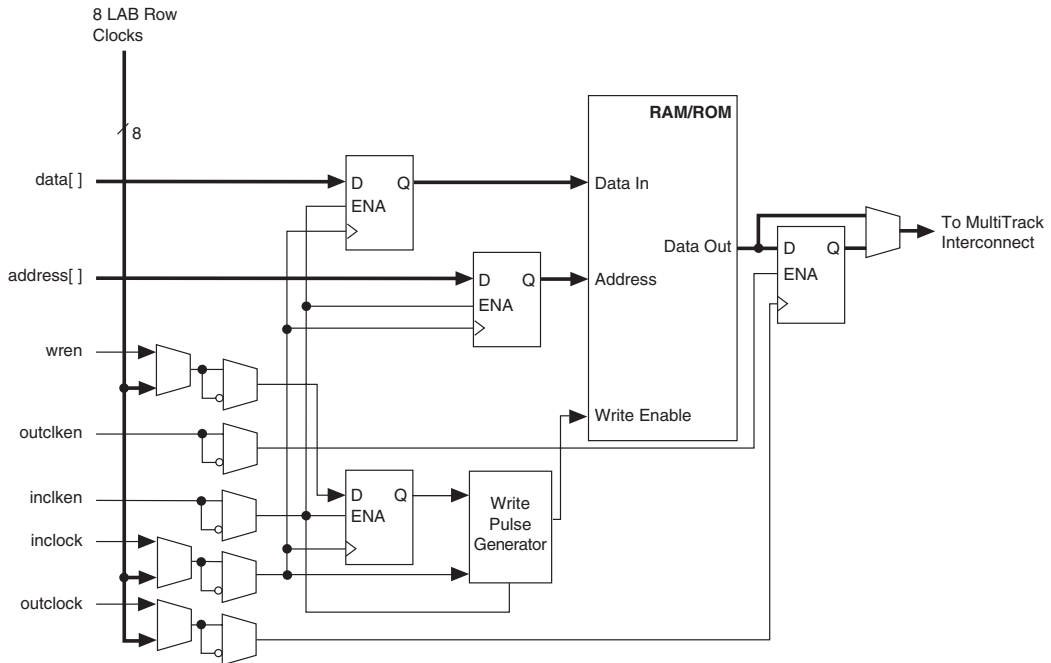 8 LAB Row
Clocks
8
RAM/ROM
data[ ]
D Q
ENA
Data In
address[ ]
D Q
ENA
Address
Data Out
D Q
ENA
To MultiTrack
Interconnect
wren
Write Enable
outclken
inclken
D Q
ENA
Write
Pulse
Generator
inclock
outclock